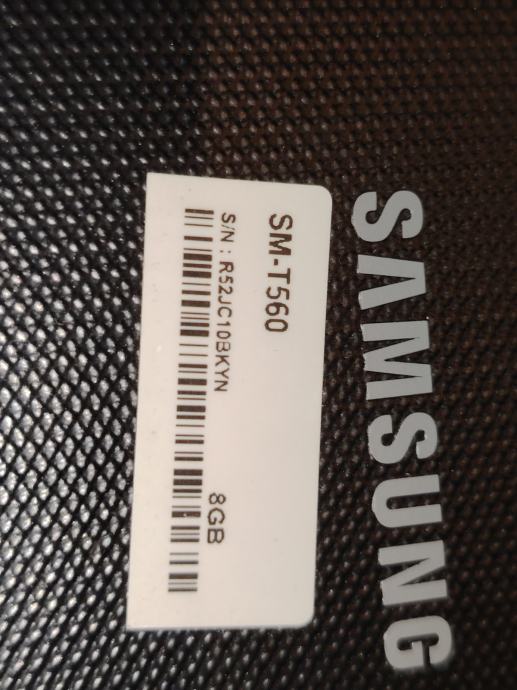 SAMSUNG
SM-T560
S/N : R52JC10BKYN
8GB